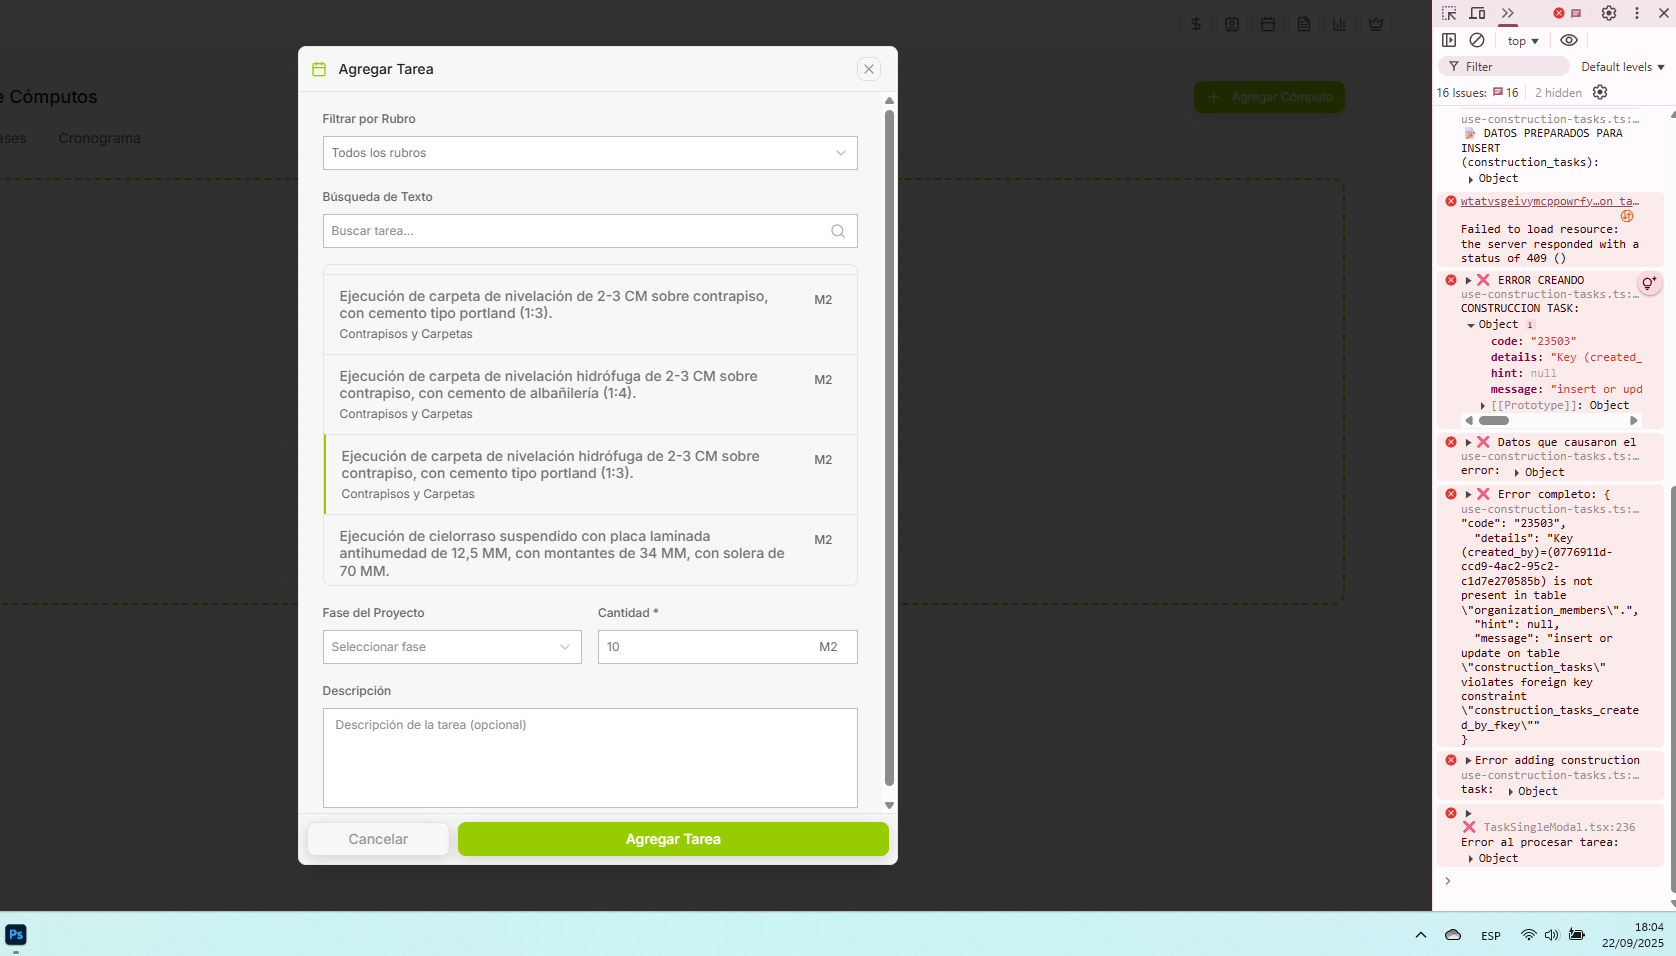 Agregar Tarea
e Cómputos
Agregar Cómputo
ases
Cronograma
Filtrar por Rubro
Todos los rubros
Búsqueda de Texto
Buscar tarea...
Ejecución de carpeta de nivelación de 2-3 CM sobre contrapiso,
con cemento tipo portland (1:3).
M2
Contrapisos y Carpetas
Ejecución de carpeta de nivelación hidrófuga de 2-3 CM sobre
contrapiso, con cemento de albañilería (1:4).
M2
Contrapisos y Carpetas
Ejecución de carpeta de nivelación hidrófuga de 2-3 CM sobre
contrapiso, con cemento tipo portland (1:3).
M2
Contrapisos y Carpetas
Ejecución de cielorraso suspendido con placa laminada
antihumedad de 12,5 MM, con montantes de 34 MM, con solera de
70 MM.
M2
Fase del Proyecto
Cantidad *
Seleccionar fase
10
M2
Descripción
Descripción de la tarea (opcional)
Cancelar
Agregar Tarea
top
Filter
Default levels
16 Issues: 16
2 hidden
use-construction-tasks.ts:…
DATOS PREPARADOS PARA
INSERT
(construction_tasks):
Object
wtatvsgeivymcppowrfy…on_ta…
Failed to load resource:
the server responded with a
status of 409 ()
ERROR CREANDO
use-construction-tasks.ts:…
CONSTRUCCION TASK:
Object i
code: "23503"
details: "Key (created_
hint: null
message: "insert or upd
[[Prototype]]: Object
Datos que causaron el
use-construction-tasks.ts:…
error: Object
Error completo: {
use-construction-tasks.ts:…
"code": "23503",
"details": "Key
(created_by)=(0776911d-
ccd9-4ac2-95c2-
c1d7e270585b) is not
present in table
\"organization_members\".",
"hint": null,
"message": "insert or
update on table
\"construction_tasks\"
violates foreign key
constraint
\"construction_tasks_create
d_by_fkey\""
}
Error adding construction
use-construction-tasks.ts:…
task: Object
TaskSingleModal.tsx:236
Error al procesar tarea:
Object
Ps
ESP
18:04
22/09/2025